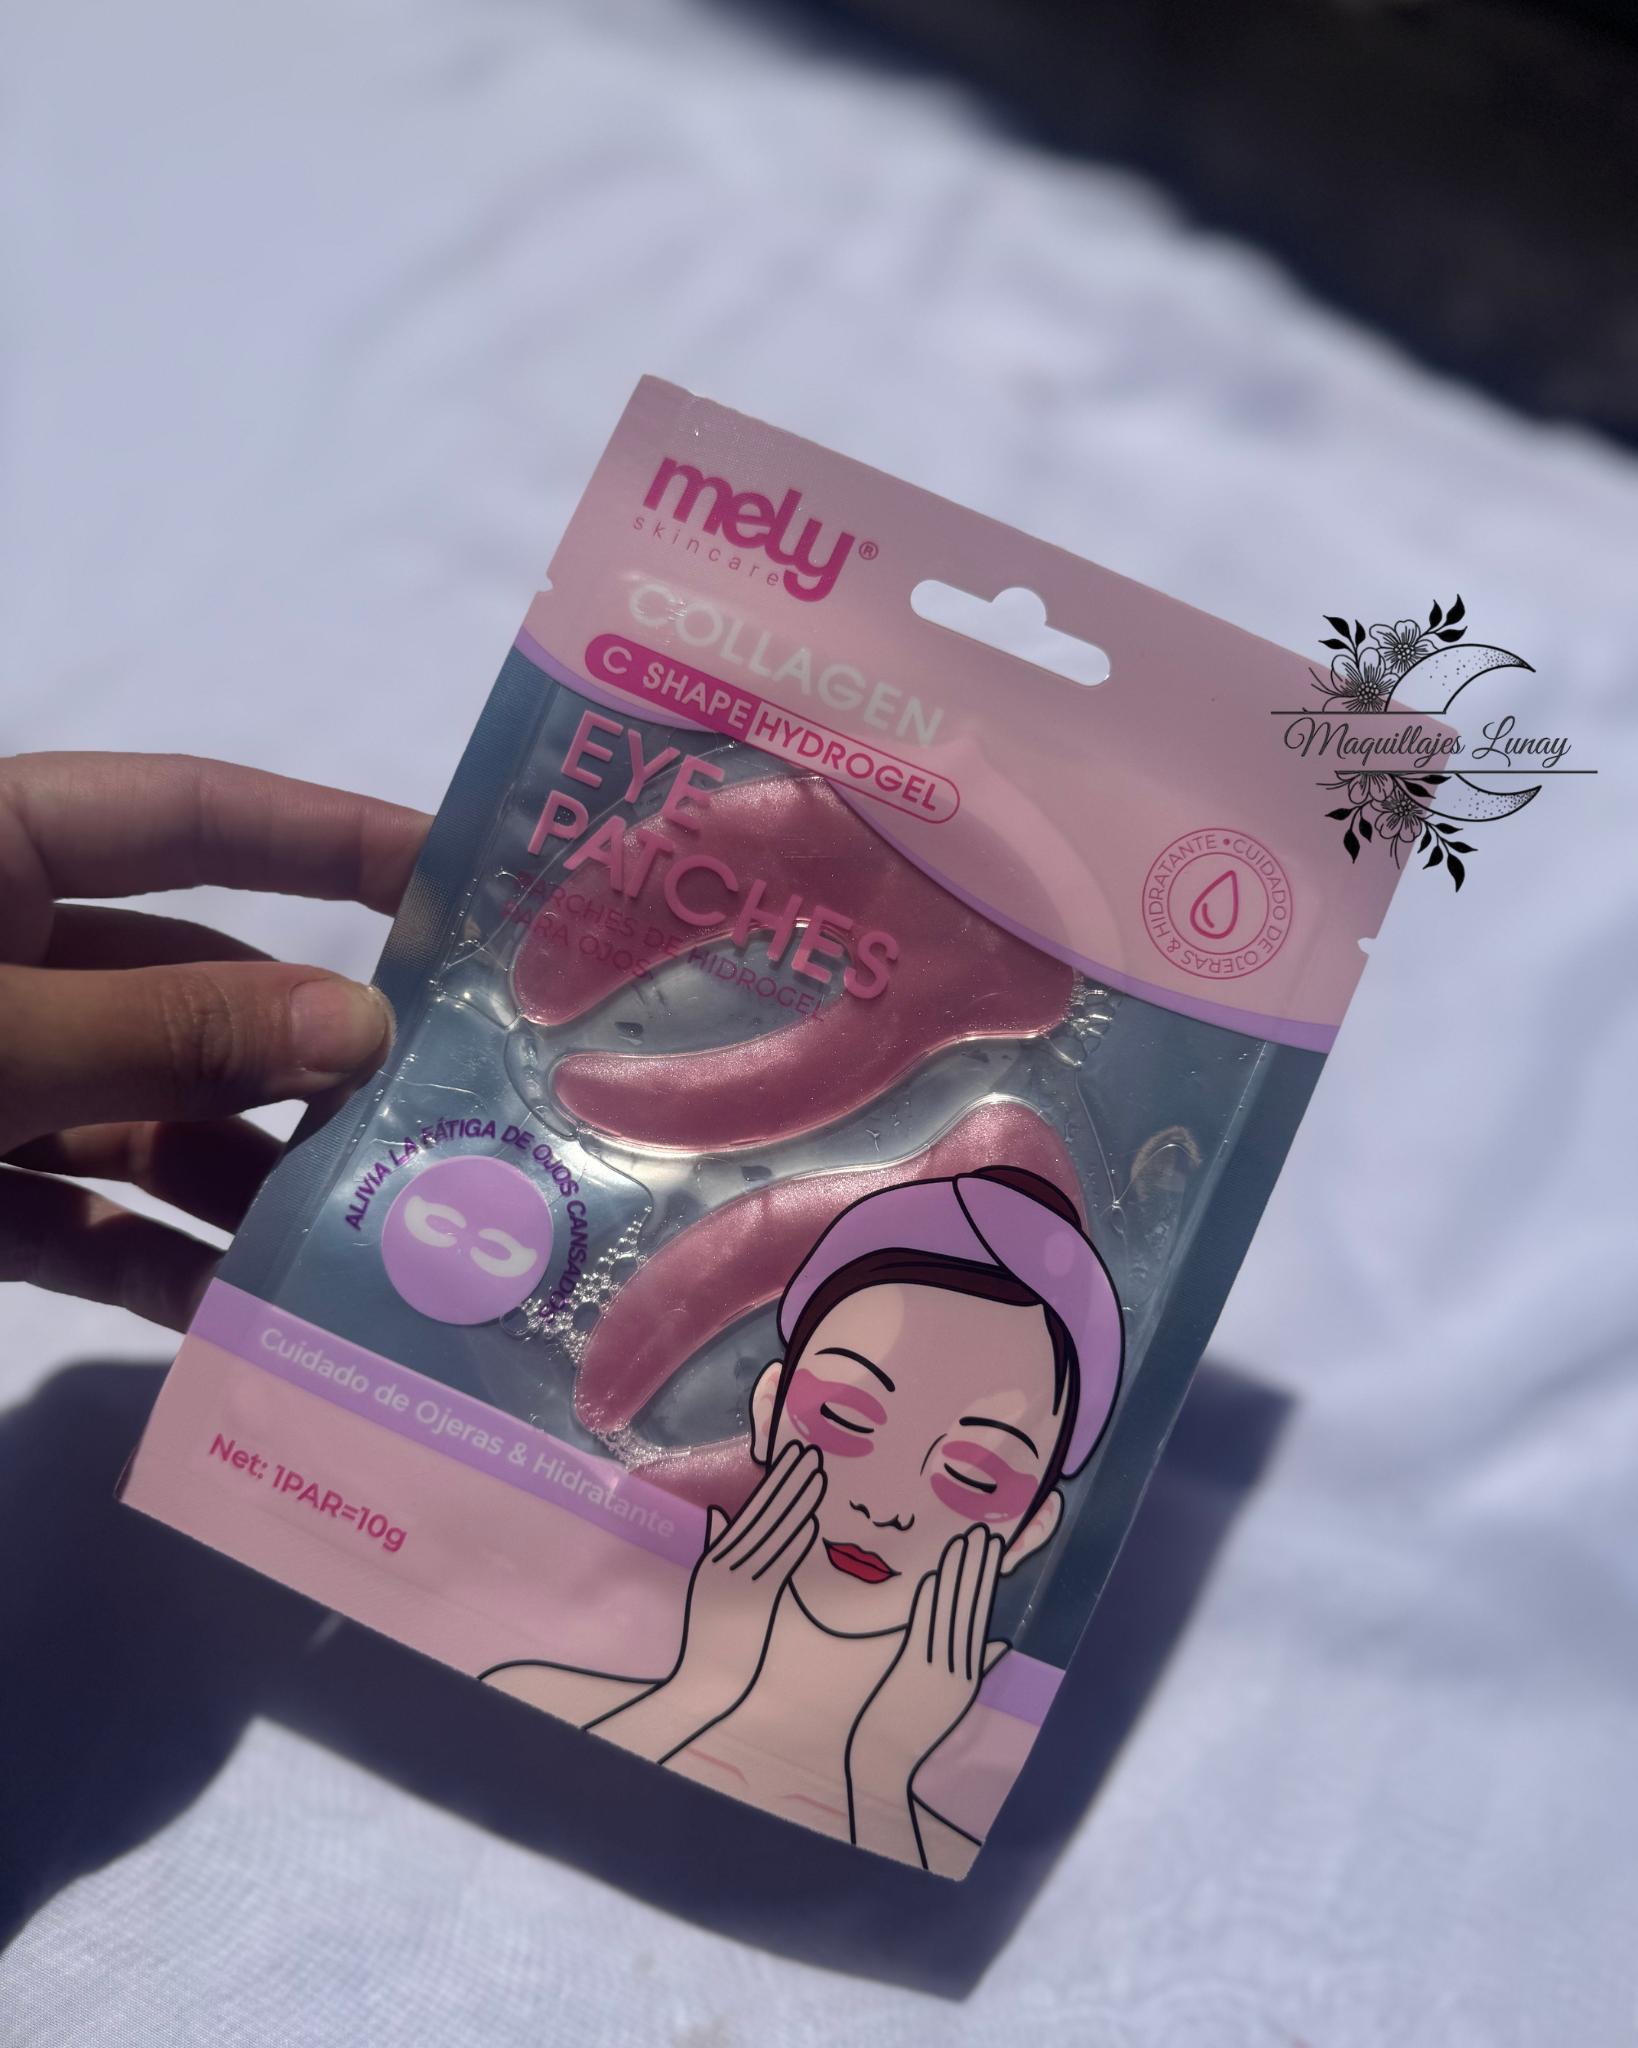 mely®
skincare
COLLAGEN
C SHAPE HYDROGEL
EYE
PATCHES
PARCHES DE HIDROGEL
PARA OJOS
HIDRATANTE • CUIDADO DE OJERAS &
Maquillajes Lunay
ALIVIA LA FÁTIGA DE OJOS CANSADOS
Cuidado de Ojeras & Hidratante
Net: 1PAR=10g